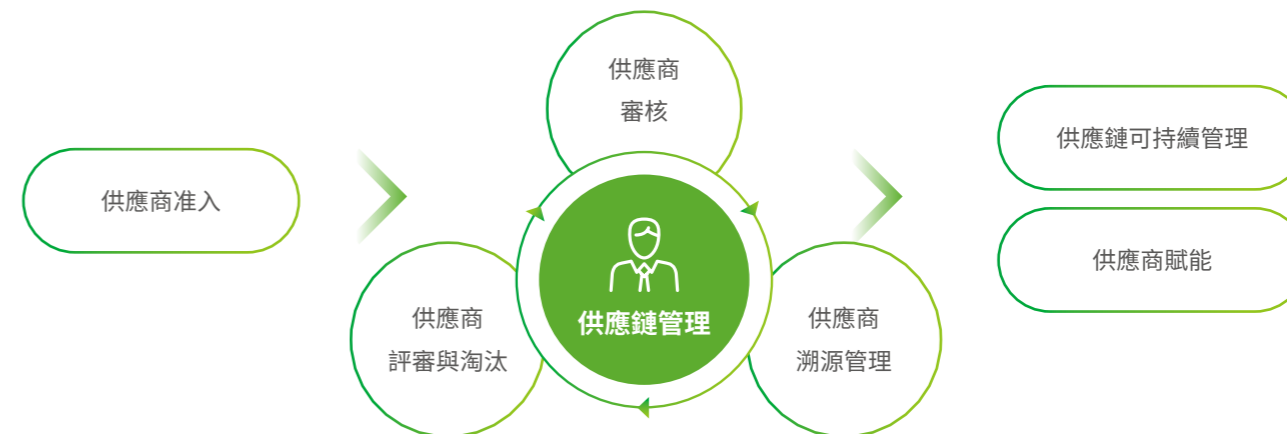 供應商准入
供應商
審核
供應鏈管理
供應商
評審與淘汰
供應商
溯源管理
供應鏈可持續管理
供應商賦能